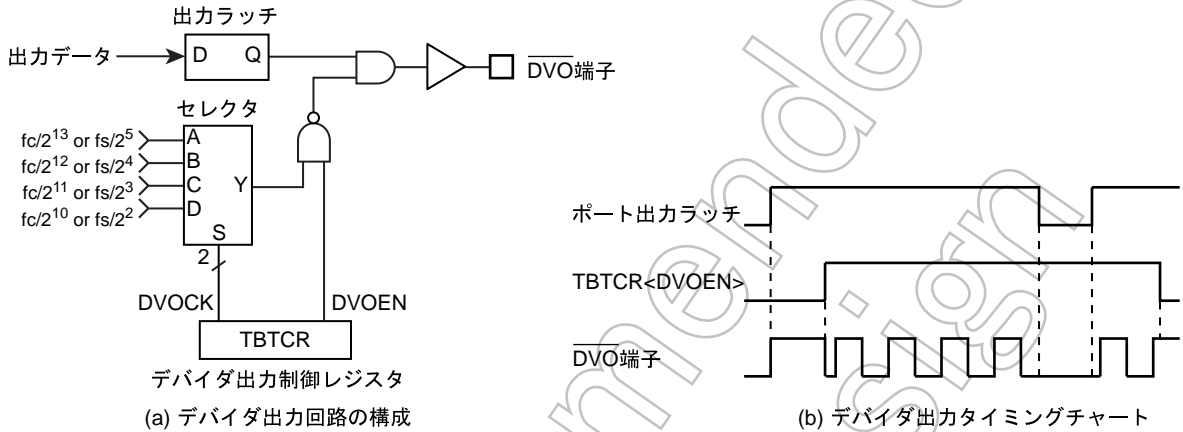 出力ラッチ
出力データ
D Q
DVO端子
セレクタ
fc/2^13 or fs/2^5
fc/2^12 or fs/2^4
fc/2^11 or fs/2^3
fc/2^10 or fs/2^2
A
B
C
D
Y
S
2
DVOCK
DVOEN
TBTCR
デバイダ出力制御レジスタ
(a) デバイダ出力回路の構成
ポート出力ラッチ
TBTCR<DVOEN>
DVO端子
(b) デバイダ出力タイミングチャート